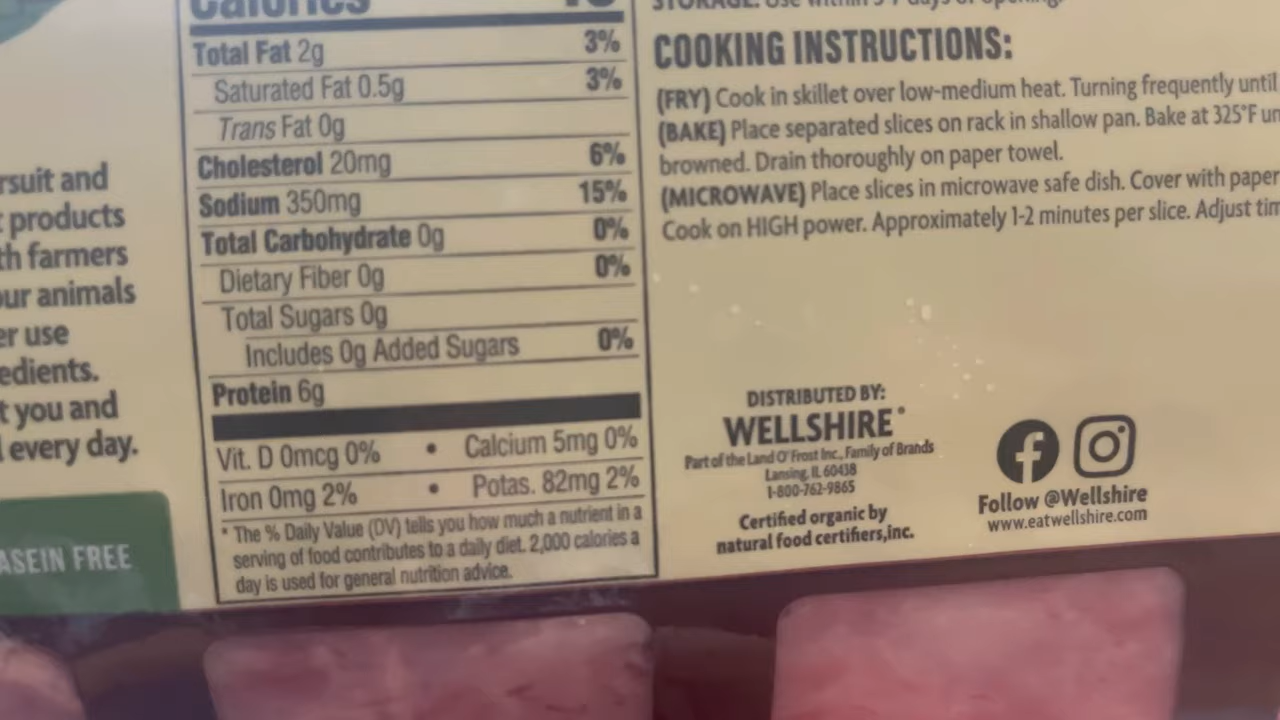 rsuit and
products
th farmers
our animals
er use
edients.
t you and
every day.
ASEIN FREE
Calories
Total Fat 2g 3%
Saturated Fat 0.5g 3%
Trans Fat 0g
Cholesterol 20mg 6%
Sodium 350mg 15%
Total Carbohydrate 0g 0%
Dietary Fiber 0g 0%
Total Sugars 0g
Includes 0g Added Sugars 0%
Protein 6g
Vit. D 0mcg 0% • Calcium 5mg 0%
Iron 0mg 2% • Potas. 82mg 2%
* The % Daily Value (DV) tells you how much a nutrient in a
serving of food contributes to a daily diet. 2,000 calories a
day is used for general nutrition advice.
STORAGE: Use within 5-7 days of opening.
COOKING INSTRUCTIONS:
(FRY) Cook in skillet over low-medium heat. Turning frequently until
(BAKE) Place separated slices on rack in shallow pan. Bake at 325°F un
browned. Drain thoroughly on paper towel.
(MICROWAVE) Place slices in microwave safe dish. Cover with paper
Cook on HIGH power. Approximately 1-2 minutes per slice. Adjust tim
DISTRIBUTED BY:
WELLSHIRE®
Part of the Land O' Frost Inc., Family of Brands
Lansing, IL 60438
1-800-762-9865
Certified organic by
natural food certifiers,inc.
Follow @Wellshire
www.eatwellshire.com